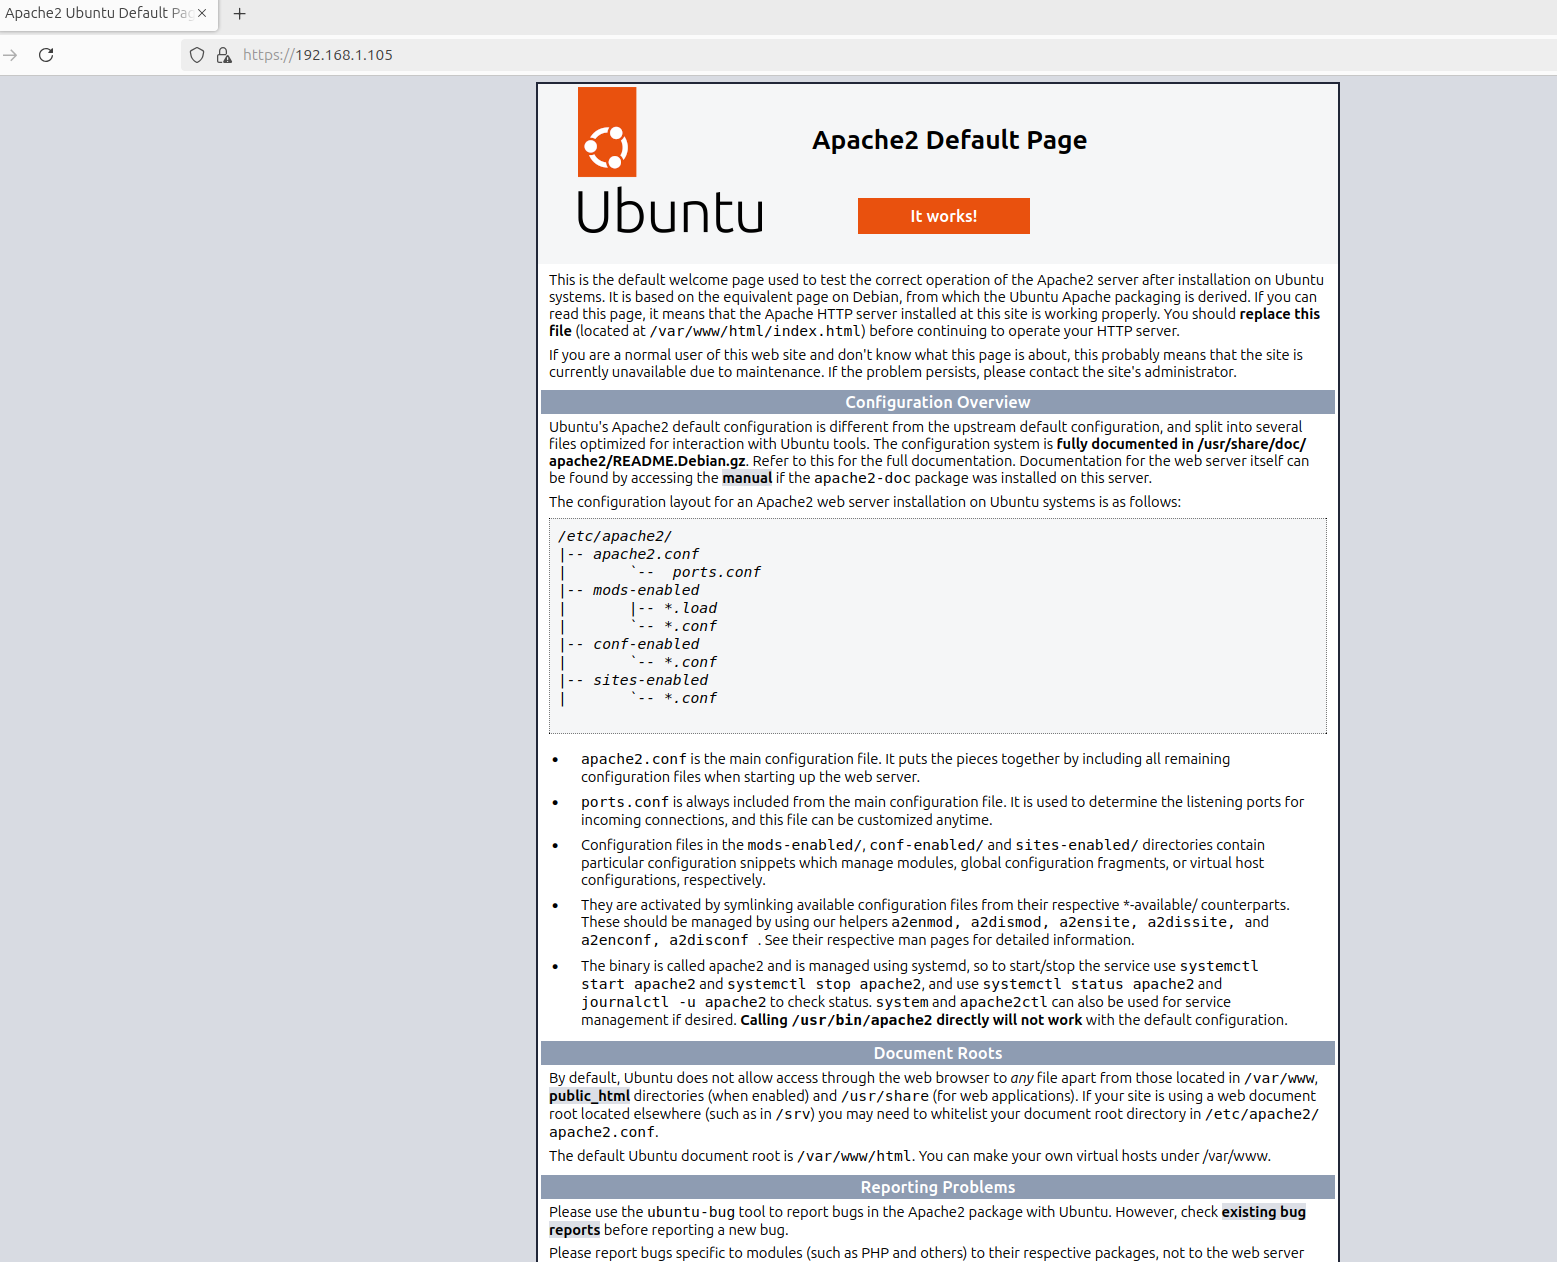 Apache2 Ubuntu Default Pag
https://192.168.1.105
Ubuntu
Apache2 Default Page
It works!
This is the default welcome page used to test the correct operation of the Apache2 server after installation on Ubuntu
systems. It is based on the equivalent page on Debian, from which the Ubuntu Apache packaging is derived. If you can
read this page, it means that the Apache HTTP server installed at this site is working properly. You should replace this
file (located at /var/www/html/index.html) before continuing to operate your HTTP server.
If you are a normal user of this web site and don't know what this page is about, this probably means that the site is
currently unavailable due to maintenance. If the problem persists, please contact the site's administrator.
Configuration Overview
Ubuntu's Apache2 default configuration is different from the upstream default configuration, and split into several
files optimized for interaction with Ubuntu tools. The configuration system is fully documented in /usr/share/doc/
apache2/README.Debian.gz. Refer to this for the full documentation. Documentation for the web server itself can
be found by accessing the manual if the apache2-doc package was installed on this server.
The configuration layout for an Apache2 web server installation on Ubuntu systems is as follows:
/etc/apache2/
|-- apache2.conf
|       `--  ports.conf
|-- mods-enabled
|       |-- *.load
|       `-- *.conf
|-- conf-enabled
|       `-- *.conf
|-- sites-enabled
|       `-- *.conf
• apache2.conf is the main configuration file. It puts the pieces together by including all remaining
configuration files when starting up the web server.
• ports.conf is always included from the main configuration file. It is used to determine the listening ports for
incoming connections, and this file can be customized anytime.
• Configuration files in the mods-enabled/, conf-enabled/ and sites-enabled/ directories contain
particular configuration snippets which manage modules, global configuration fragments, or virtual host
configurations, respectively.
• They are activated by symlinking available configuration files from their respective *-available/ counterparts.
These should be managed by using our helpers a2enmod, a2dismod, a2ensite, a2dissite, and
a2enconf, a2disconf . See their respective man pages for detailed information.
• The binary is called apache2 and is managed using systemd, so to start/stop the service use systemctl
start apache2 and systemctl stop apache2, and use systemctl status apache2 and
journalctl -u apache2 to check status. system and apache2ctl can also be used for service
management if desired. Calling /usr/bin/apache2 directly will not work with the default configuration.
Document Roots
By default, Ubuntu does not allow access through the web browser to any file apart from those located in /var/www,
public_html directories (when enabled) and /usr/share (for web applications). If your site is using a web document
root located elsewhere (such as in /srv) you may need to whitelist your document root directory in /etc/apache2/
apache2.conf.
The default Ubuntu document root is /var/www/html. You can make your own virtual hosts under /var/www.
Reporting Problems
Please use the ubuntu-bug tool to report bugs in the Apache2 package with Ubuntu. However, check existing bug
reports before reporting a new bug.
Please report bugs specific to modules (such as PHP and others) to their respective packages, not to the web server